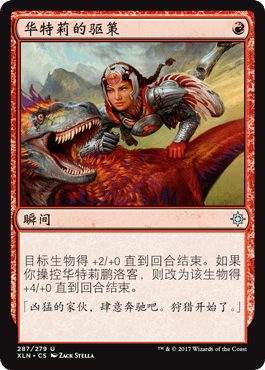 华特莉的驱策
瞬间
目标生物得+2/+0直到回合结束。如果
你操控华特莉鹏洛客，则改为该生物得
+4/+0直到回合结束。
「凶猛的家伙，肆意奔驰吧。狩猎开始了。」
287/279 U
XLN • CS ZACK STELLA
™ & © 2017 Wizards of the Coast